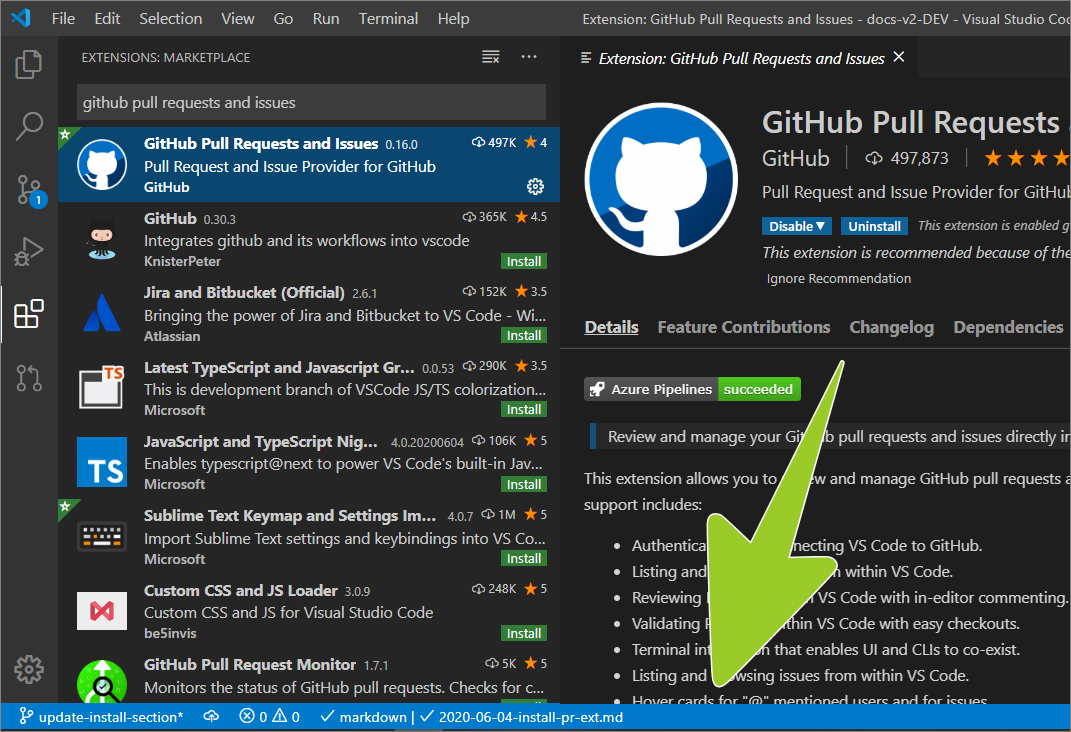 File Edit Selection View Go Run Terminal Help
Extension: GitHub Pull Requests and Issues - docs-v2-DEV - Visual Studio Co
EXTENSIONS: MARKETPLACE
Extension: GitHub Pull Requests and Issues
github pull requests and issues
1
GitHub Pull Requests and Issues 0.16.0 497K 4
Pull Request and Issue Provider for GitHub
GitHub
GitHub 0.30.3 365K 4.5
Integrates github and its workflows into vscode
KnisterPeter Install
Jira and Bitbucket (Official) 2.6.1 152K 3.5
Bringing the power of Jira and Bitbucket to VS Code - Wi...
Atlassian Install
TS
Latest TypeScript and Javascript Gr... 0.0.53 290K 3.5
This is development branch of VSCode JS/TS colorization...
Microsoft Install
TS
JavaScript and TypeScript Nig... 4.0.20200604 106K 5
Enables typescript@next to power VS Code's built-in Jav...
Microsoft Install
Sublime Text Keymap and Settings Im... 4.0.7 1M 5
Import Sublime Text settings and keybindings into VS Co...
Microsoft Install
Custom CSS and JS Loader 3.0.9 248K 5
Custom CSS and JS for Visual Studio Code
be5invis Install
GitHub Pull Request Monitor 1.7.1 5K 5
Monitors the status of GitHub pull requests. Checks for c...
GitHub Pull Requests
GitHub 497,873
Pull Request and Issue Provider for GitHu
Disable Uninstall This extension is enabled g
This extension is recommended because of the
Ignore Recommendation
Details Feature Contributions Changelog Dependencies
Azure Pipelines succeeded
Review and manage your GitHub pull requests and issues directly in
This extension allows you to review and manage GitHub pull requests a
support includes:
Authenticat necting VS Code to GitHub.
Listing and within VS Code.
Reviewing VS Code with in-editor commenting.
Validating within VS Code with easy checkouts.
Terminal int that enables UI and CLIs to co-exist.
Listing and browsing issues from within VS Code.
Hover cards for "@" mentioned users and for issues.
update-install-section* 0 0 markdown | 2020-06-04-install-pr-ext.md